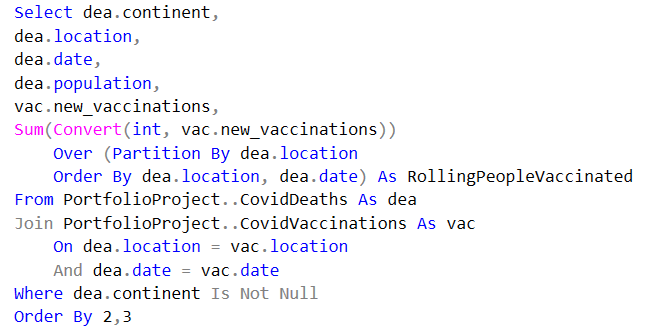 Select dea.continent,
dea.location,
dea.date,
dea.population,
vac.new_vaccinations,
Sum(Convert(int, vac.new_vaccinations))
    Over (Partition By dea.location
    Order By dea.location, dea.date) As RollingPeopleVaccinated
From PortfolioProject..CovidDeaths As dea
Join PortfolioProject..CovidVaccinations As vac
    On dea.location = vac.location
    And dea.date = vac.date
Where dea.continent Is Not Null
Order By 2,3